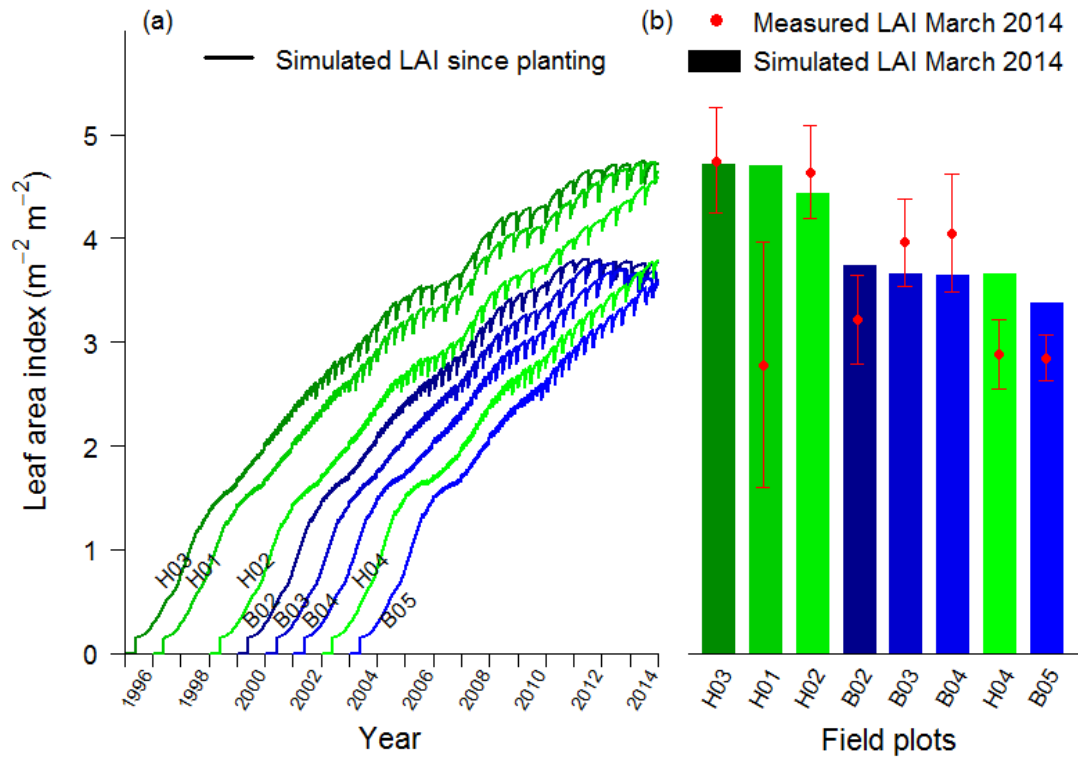 (a)
Simulated LAI since planting
(b)
Measured LAI March 2014
Simulated LAI March 2014
Leaf area index (m⁻² m⁻²)
5
4
3
2
1
0
H03
H01
H02
B02
B03
B04
H04
B05
1996
1998
2000
2002
2004
2006
2008
2010
2012
2014
Year
H03
H01
H02
B02
B03
B04
H04
B05
Field plots